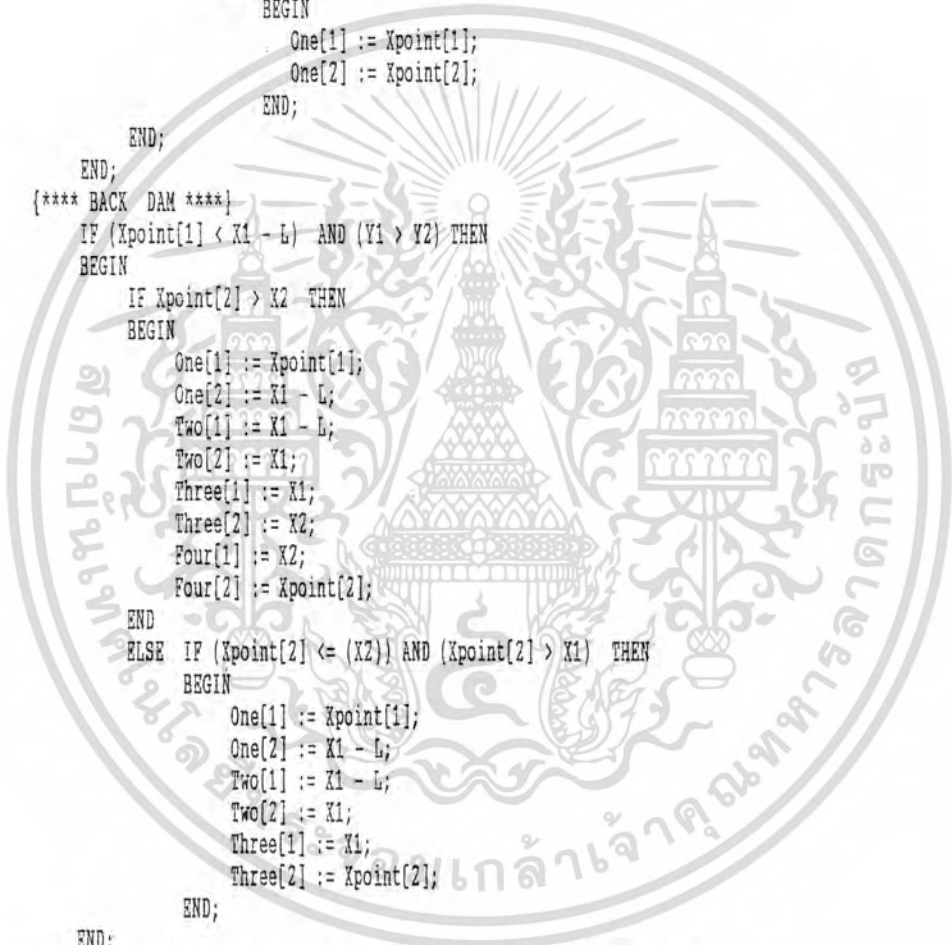 BEGIN
One[1] := Xpoint[1];
One[2] := Xpoint[2];
END;
END;
END;
{**** BACK DAM ****}
IF (Xpoint[1] < X1 - L) AND (Y1 > Y2) THEN
BEGIN
IF Xpoint[2] > X2 THEN
BEGIN
One[1] := Xpoint[1];
One[2] := X1 - L;
Two[1] := X1 - L;
Two[2] := X1;
Three[1] := X1;
Three[2] := X2;
Four[1] := X2;
Four[2] := Xpoint[2];
END
ELSE IF (Xpoint[2] <= (X2)) AND (Xpoint[2] > X1) THEN
BEGIN
One[1] := Xpoint[1];
One[2] := X1 - L;
Two[1] := X1 - L;
Two[2] := X1;
Three[1] := X1;
Three[2] := Xpoint[2];
END;
END;